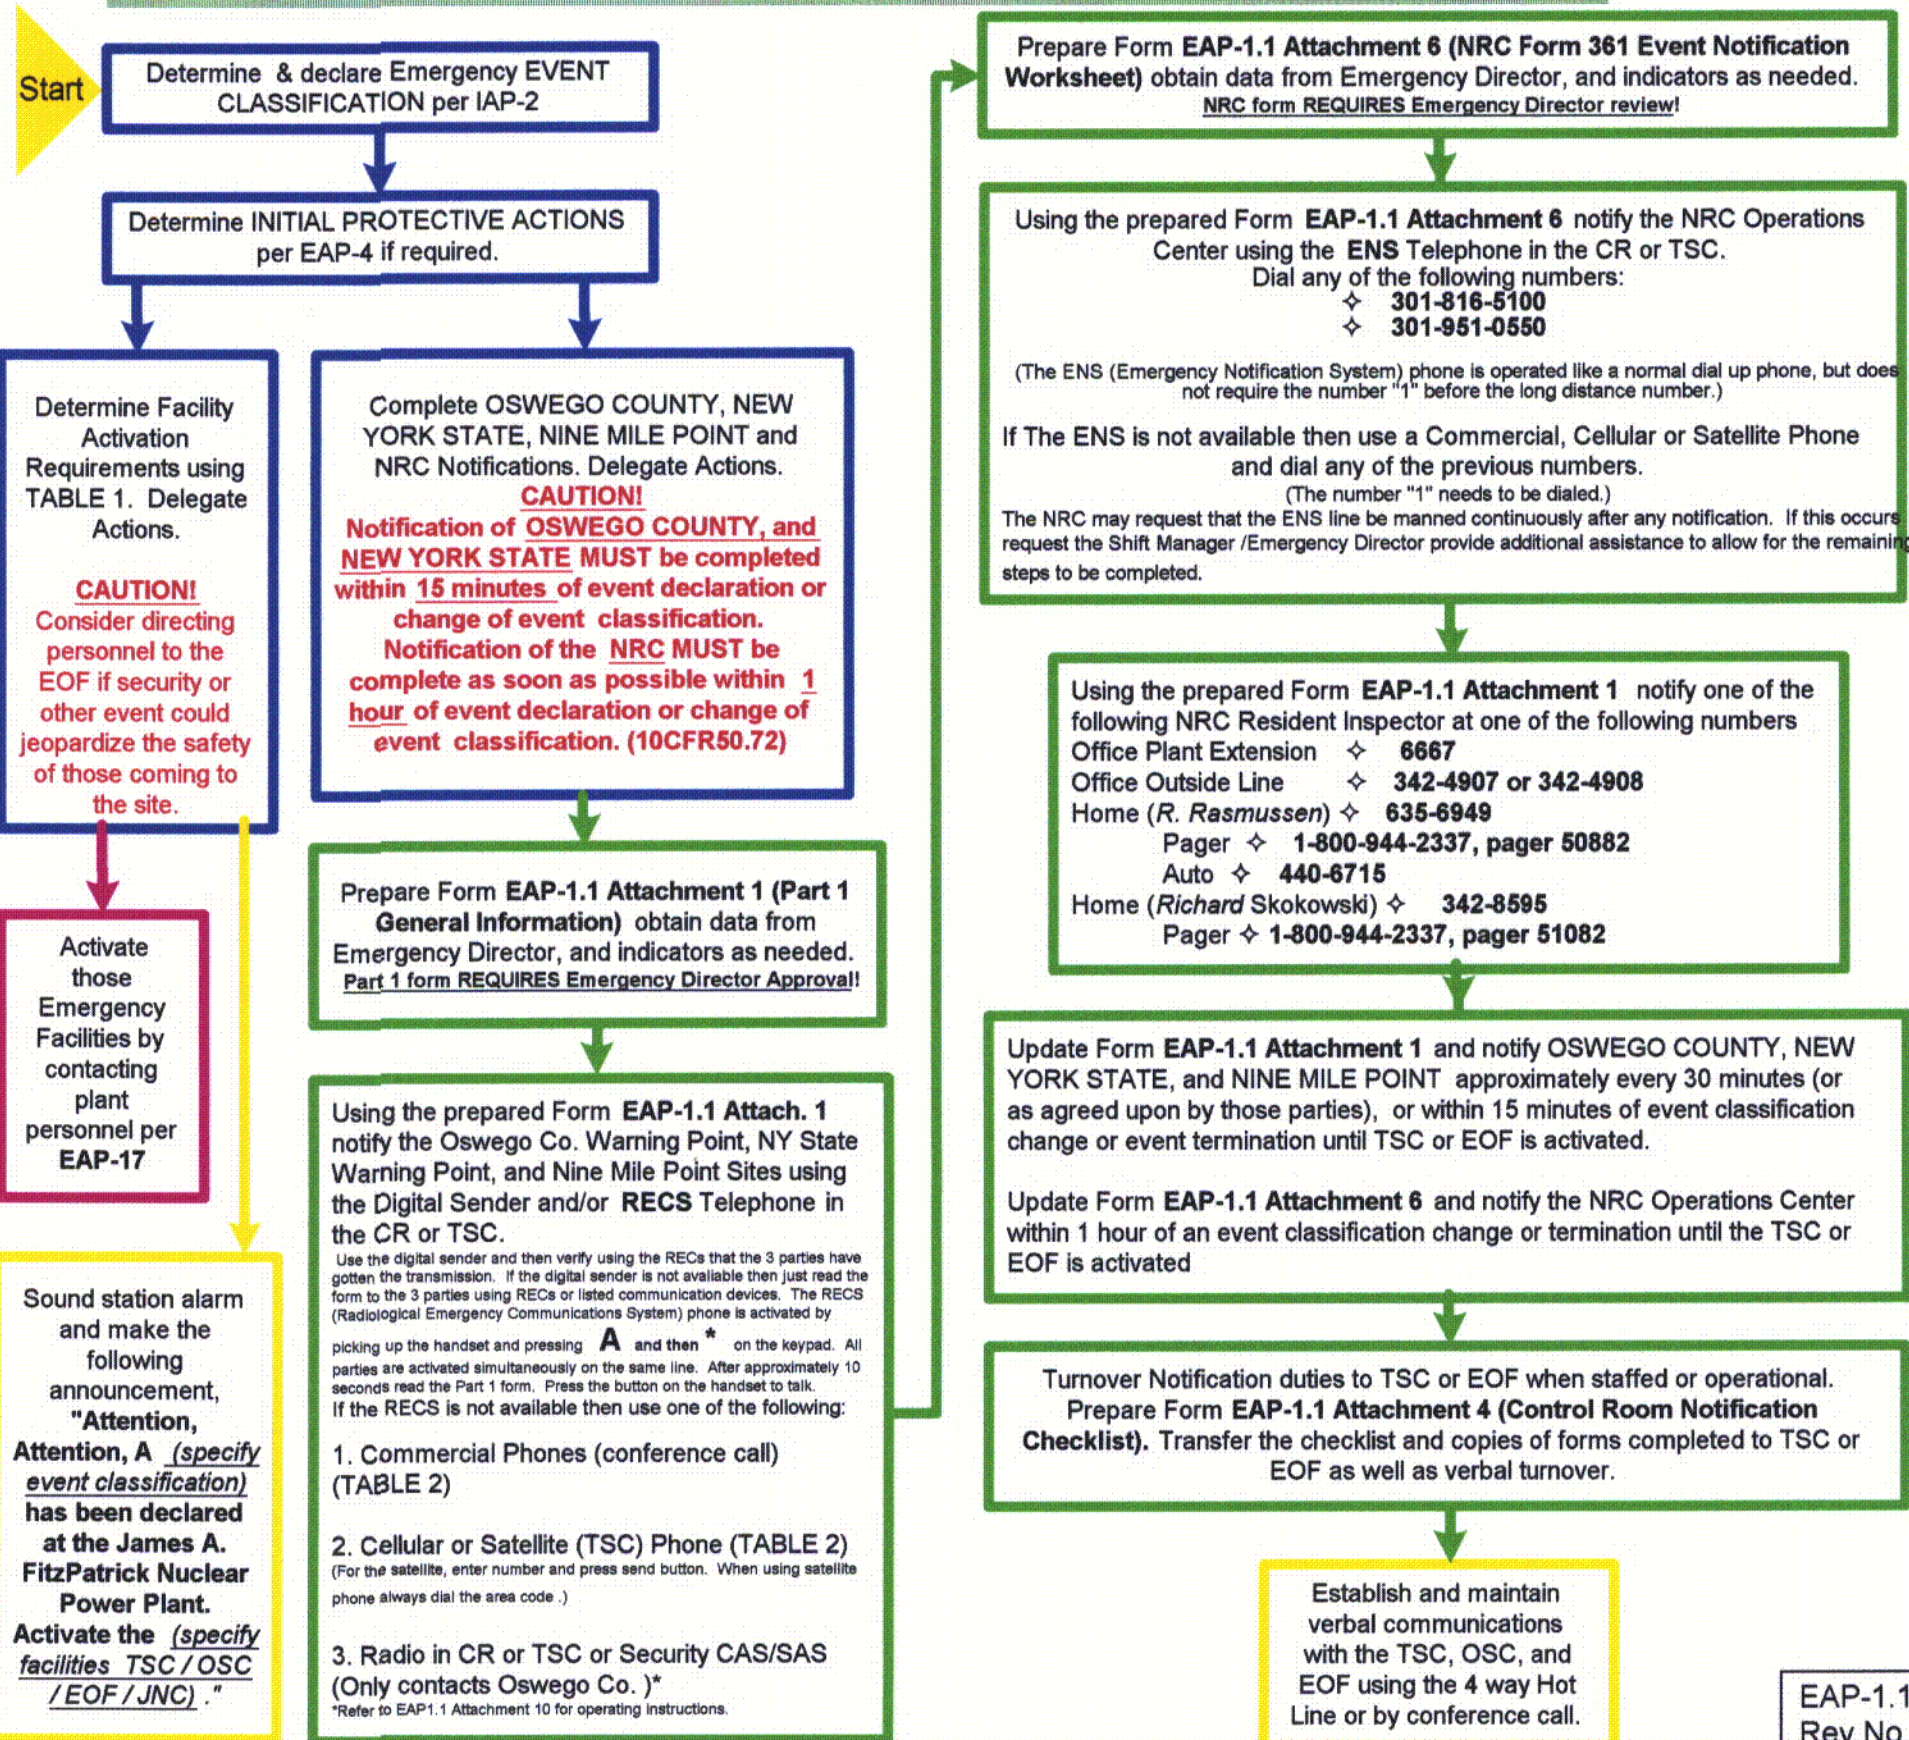 Start
Determine & declare Emergency EVENT
CLASSIFICATION per IAP-2
Determine INITIAL PROTECTIVE ACTIONS
per EAP-4 if required.
Determine Facility
Activation
Requirements using
TABLE 1. Delegate
Actions.
CAUTION!
Consider directing
personnel to the
EOF if security or
other event could
jeopardize the safety
of those coming to
the site.
Complete OSWEGO COUNTY, NEW
YORK STATE, NINE MILE POINT and
NRC Notifications. Delegate Actions.
CAUTION!
Notification of OSWEGO COUNTY, and
NEW YORK STATE MUST be completed
within 15 minutes of event declaration or
change of event classification.
Notification of the NRC MUST be
complete as soon as possible within 1
hour of event declaration or change of
event classification. (10CFR50.72)
Activate
those
Emergency
Facilities by
contacting
plant
personnel per
EAP-17
Sound station alarm
and make the
following
announcement,
"Attention,
Attention, A (specify
event classification)
has been declared
at the James A.
FitzPatrick Nuclear
Power Plant.
Activate the (specify
facilities TSC / OSC
/ EOF / JNC) ."
Prepare Form EAP-1.1 Attachment 1 (Part 1
General Information) obtain data from
Emergency Director, and indicators as needed.
Part 1 form REQUIRES Emergency Director Approval!
Using the prepared Form EAP-1.1 Attach. 1
notify the Oswego Co. Warning Point, NY State
Warning Point, and Nine Mile Point Sites using
the Digital Sender and/or RECS Telephone in
the CR or TSC.
Use the digital sender and then verify using the RECs that the 3 parties have
gotten the transmission. If the digital sender is not available then just read the
form to the 3 parties using RECs or listed communication devices. The RECS
(Radiological Emergency Communications System) phone is activated by
picking up the handset and pressing A and then * on the keypad. All
parties are activated simultaneously on the same line. After approximately 10
seconds read the Part 1 form. Press the button on the handset to talk.
If the RECS is not available then use one of the following:
1. Commercial Phones (conference call)
(TABLE 2)
2. Cellular or Satellite (TSC) Phone (TABLE 2)
(For the satellite, enter number and press send button. When using satellite
phone always dial the area code .)
3. Radio in CR or TSC or Security CAS/SAS
(Only contacts Oswego Co. )*
*Refer to EAP1.1 Attachment 10 for operating instructions.
Prepare Form EAP-1.1 Attachment 6 (NRC Form 361 Event Notification
Worksheet) obtain data from Emergency Director, and indicators as needed.
NRC form REQUIRES Emergency Director review!
Using the prepared Form EAP-1.1 Attachment 6 notify the NRC Operations
Center using the ENS Telephone in the CR or TSC.
Dial any of the following numbers:
✧ 301-816-5100
✧ 301-951-0550
(The ENS (Emergency Notification System) phone is operated like a normal dial up phone, but does
not require the number "1" before the long distance number.)
If The ENS is not available then use a Commercial, Cellular or Satellite Phone
and dial any of the previous numbers.
(The number "1" needs to be dialed.)
The NRC may request that the ENS line be manned continuously after any notification. If this occurs
request the Shift Manager /Emergency Director provide additional assistance to allow for the remaining
steps to be completed.
Using the prepared Form EAP-1.1 Attachment 1 notify one of the
following NRC Resident Inspector at one of the following numbers
Office Plant Extension ✧ 6667
Office Outside Line ✧ 342-4907 or 342-4908
Home (R. Rasmussen) ✧ 635-6949
Pager ✧ 1-800-944-2337, pager 50882
Auto ✧ 440-6715
Home (Richard Skokowski) ✧ 342-8595
Pager ✧ 1-800-944-2337, pager 51082
Update Form EAP-1.1 Attachment 1 and notify OSWEGO COUNTY, NEW
YORK STATE, and NINE MILE POINT approximately every 30 minutes (or
as agreed upon by those parties), or within 15 minutes of event classification
change or event termination until TSC or EOF is activated.
Update Form EAP-1.1 Attachment 6 and notify the NRC Operations Center
within 1 hour of an event classification change or termination until the TSC or
EOF is activated
Turnover Notification duties to TSC or EOF when staffed or operational.
Prepare Form EAP-1.1 Attachment 4 (Control Room Notification
Checklist). Transfer the checklist and copies of forms completed to TSC or
EOF as well as verbal turnover.
Establish and maintain
verbal communications
with the TSC, OSC, and
EOF using the 4 way Hot
Line or by conference call.
EAP-1.1
Rev No